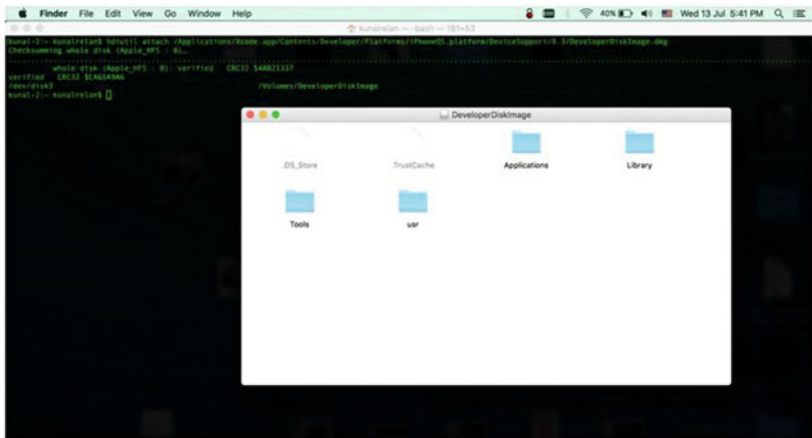 Finder File Edit View Go Window Help 40% Wed 13 Jul 5:41 PM
kunalrelan — -bash — 181×53
kunal-2:~ kunalrelan$ hdiutil attach /Applications/Xcode.app/Contents/Developer/Platforms/iPhoneOS.platform/DeviceSupport/8.3/DeveloperDiskImage.dmg
Checksumming whole disk (Apple_HFS : 0)…
whole disk (Apple_HFS : 0): verified CRC32
verified CRC32
/dev/disk3 /Volumes/DeveloperDiskImage
kunal-2:~ kunalrelan$
DeveloperDiskImage
.DS_Store .TrustCache Applications Library
Tools usr